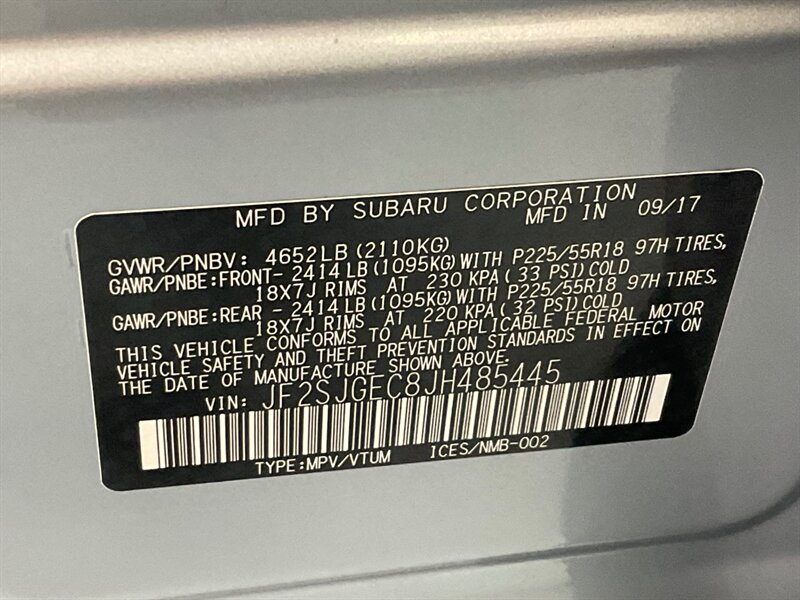 MFD BY SUBARU CORPORATION
MFD IN 09/17
GVWR/PNBV: 4652LB(2110KG)
GAWR/PNBE:FRONT- 2414LB(1095KG)WITH P225/55R18 97H TIRES,
18X7J RIMS AT 230 KPA(33 PSI)COLD
GAWR/PNBE:REAR - 2414LB(1095KG)WITH P225/55R18 97H TIRES,
18X7J RIMS AT 220 KPA(32 PSI)COLD
THIS VEHICLE CONFORMS TO ALL APPLICABLE FEDERAL MOTOR
VEHICLE SAFETY AND THEFT PREVENTION STANDARDS IN EFFECT ON
THE DATE OF MANUFACTURE SHOWN ABOVE.
VIN: JF2SJGEC8JH485445
TYPE:MPV/VTUM ICES/NMB-002